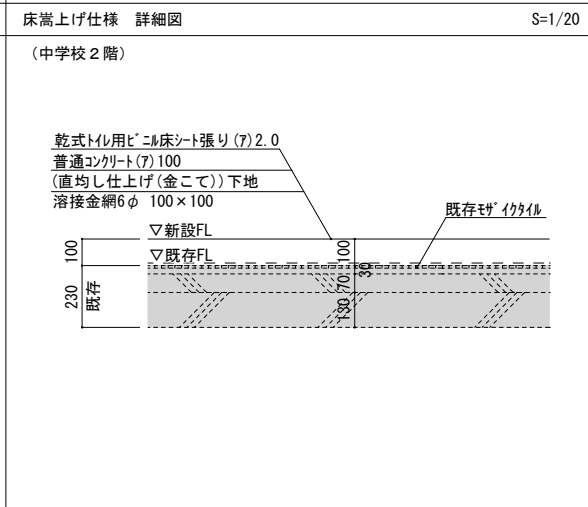 床嵩上げ仕様　詳細図
S=1/20
（中学校２階）
乾式ﾄｲﾚ用ﾋﾞﾆﾙ床ｼｰﾄ張り(ｱ)2.0
普通ｺﾝｸﾘｰﾄ(ｱ)100
(直均し仕上げ(金こて))下地
溶接金網6φ 100×100
既存ﾓｻﾞｲｸﾀｲﾙ
▽新設FL
▽既存FL
100
230
既存
100
30
70
130